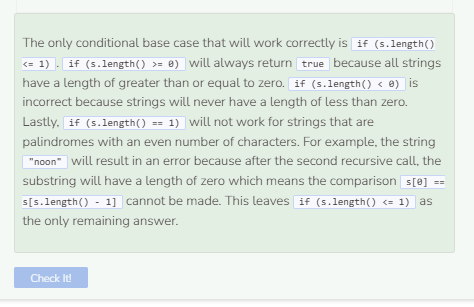 The only conditional base case that will work correctly is if (s.length()
<= 1) . if (s.length() >= 0) will always return true because all strings
have a length of greater than or equal to zero. if (s.length() < 0) is
incorrect because strings will never have a length of less than zero.
Lastly, if (s.length() == 1) will not work for strings that are
palindromes with an even number of characters. For example, the string
"noon" will result in an error because after the second recursive call, the
substring will have a length of zero which means the comparison s[0] ==
s[s.length() - 1] cannot be made. This leaves if (s.length() <= 1) as
the only remaining answer.
Check It!